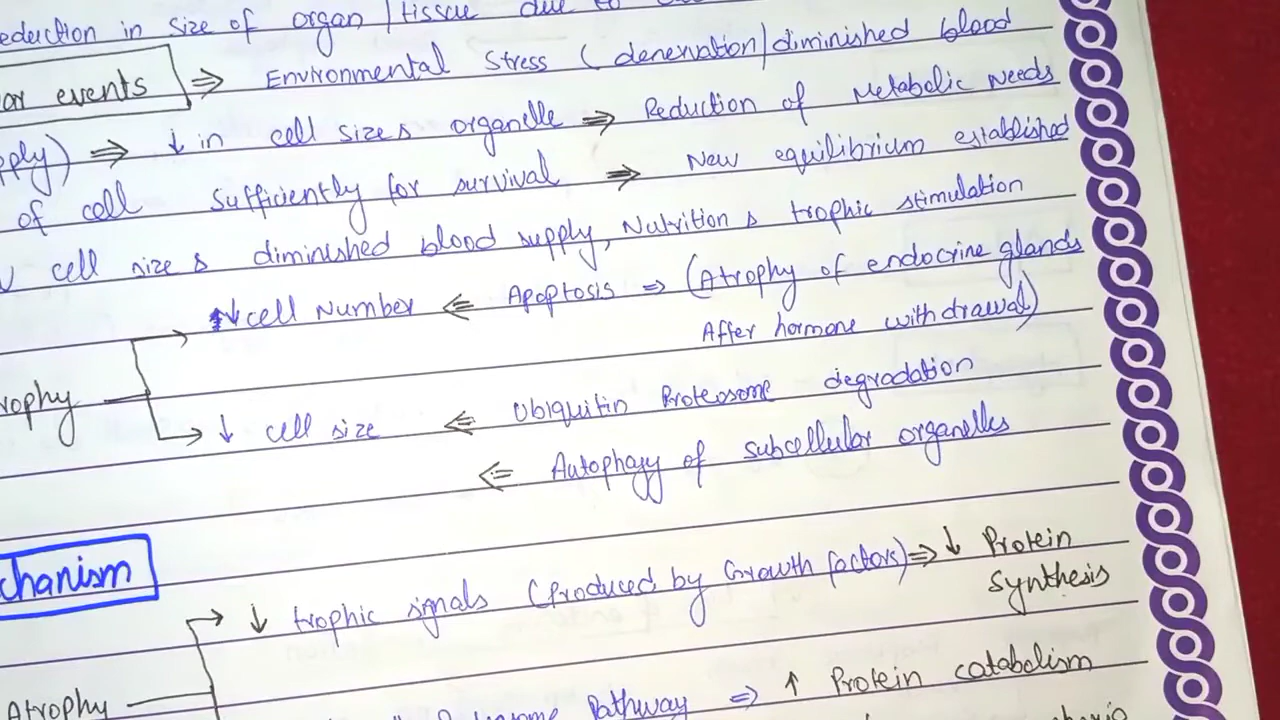 eduction in size of organ / tissue due to
or events ⇒ Environmental stress (denervation/diminished blood
pply) ⇒ ↓ in cell size & organelle ⇒ Reduction of Metabolic Needs
of cell sufficiently for survival ⇒ New equilibrium established
cell size & diminished blood supply, Nutrition & trophic stimulation
↓ cell Number ⇐ Apoptosis ⇒ (Atrophy of endocrine glands
After hormone withdrawal)
rophy
↓ cell size ⇐ Ubiquitin Proteosome degradation
⇐ Autophagy of subcellular organelles
chanism
↓ trophic signals (Produced by Growth factors) ⇒ ↓ Protein
synthesis
Atrophy
Pathway ⇒ ↑ Protein catabolism